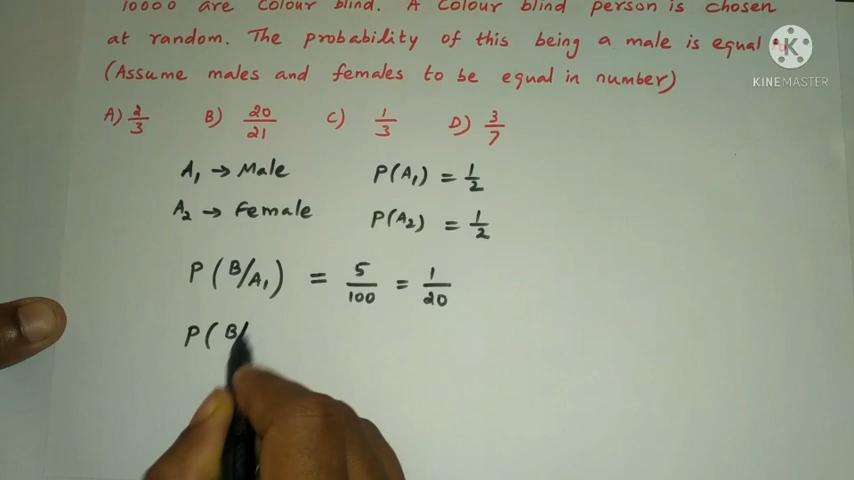 10000 are colour blind. A colour blind person is chosen
at random. The probability of this being a male is equal to
(Assume males and females to be equal in number)
A) 2/3 B) 20/21 C) 1/3 D) 3/7
A₁ → Male P(A₁) = 1/2
A₂ → Female P(A₂) = 1/2
P(B/A₁) = 5/100 = 1/20
P(B/
K
KINEMASTER